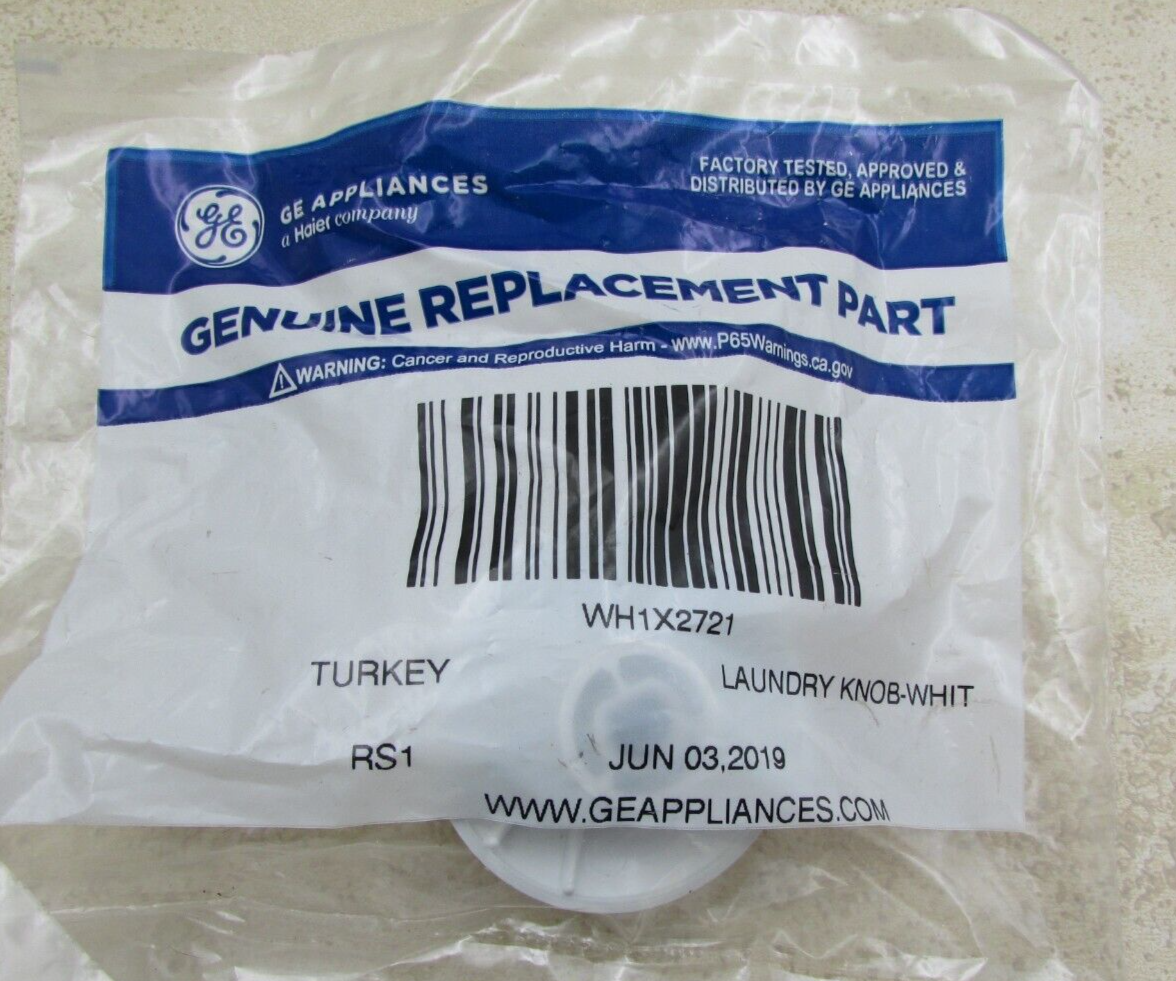 GE
GE APPLIANCES
a Haier company
FACTORY TESTED, APPROVED &
DISTRIBUTED BY GE APPLIANCES
GENUINE REPLACEMENT PART
WARNING: Cancer and Reproductive Harm - www.P65Warnings.ca.gov
WH1X2721
TURKEY
LAUNDRY KNOB-WHIT
RS1
JUN 03,2019
WWW.GEAPPLIANCES.COM